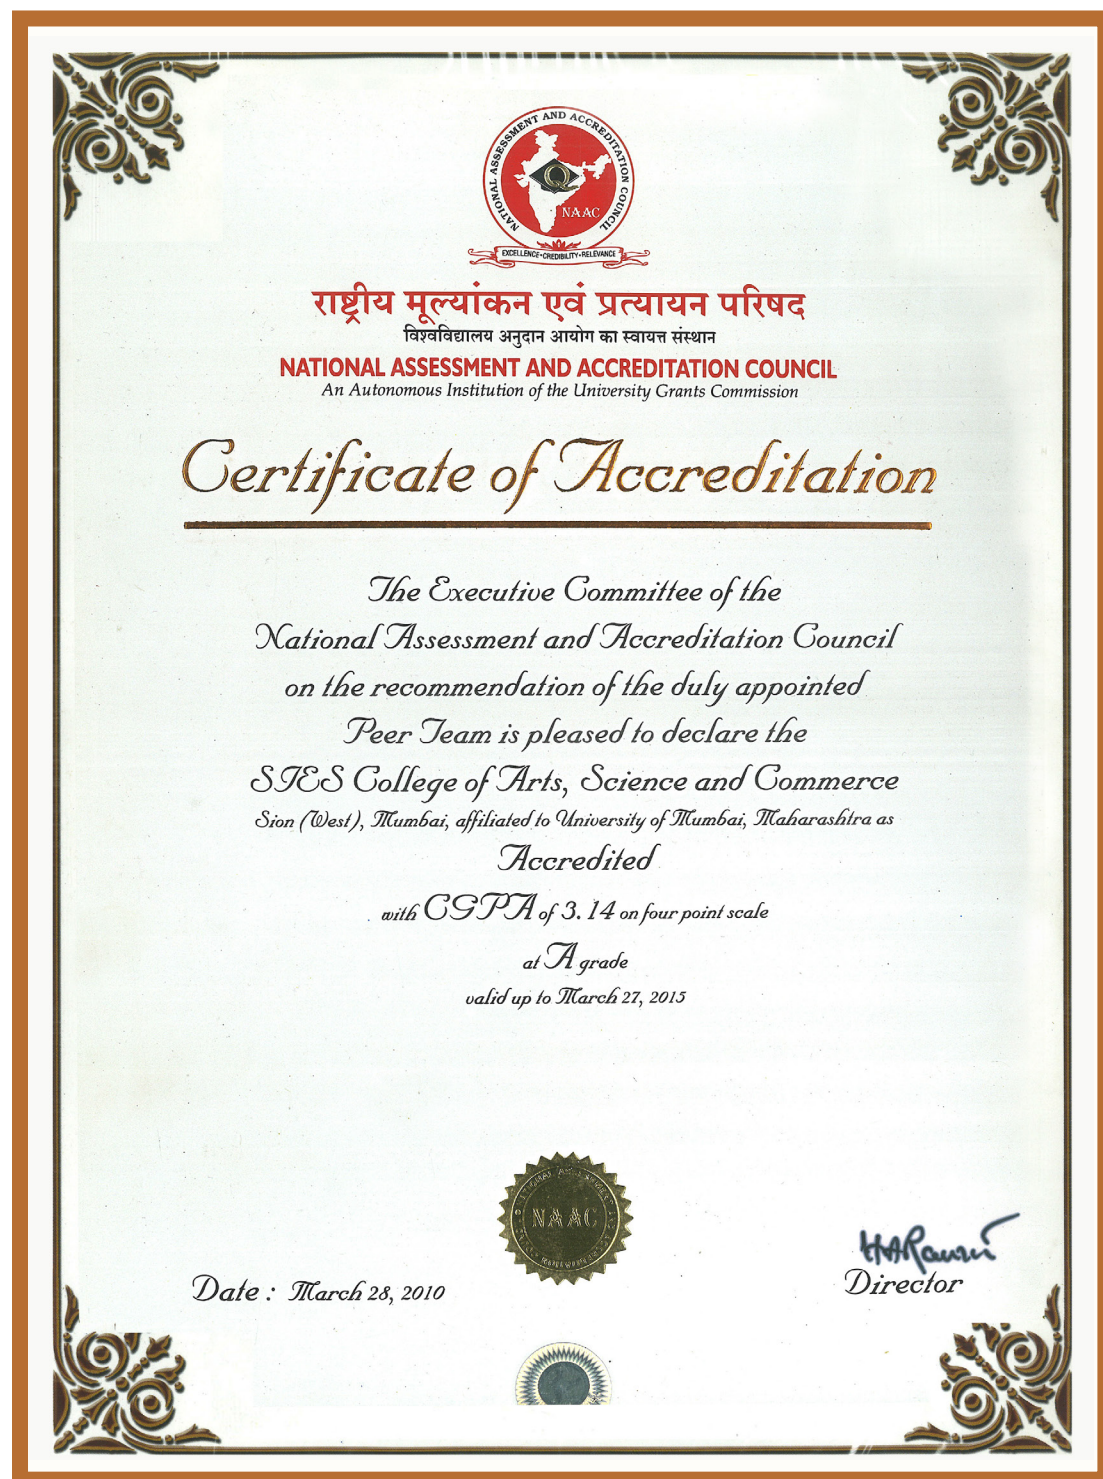 NATIONAL ASSESSMENT AND ACCREDITATION COUNCIL
Q
NAAC
EXCELLENCE•CREDIBILITY•RELEVANCE
राष्ट्रीय मूल्यांकन एवं प्रत्यायन परिषद
विश्वविद्यालय अनुदान आयोग का स्वायत्त संस्थान
NATIONAL ASSESSMENT AND ACCREDITATION COUNCIL
An Autonomous Institution of the University Grants Commission
Certificate of Accreditation
The Executive Committee of the
National Assessment and Accreditation Council
on the recommendation of the duly appointed
Peer Team is pleased to declare the
SIES College of Arts, Science and Commerce
Sion (West), Mumbai, affiliated to University of Mumbai, Maharashtra as
Accredited
with CGPA of 3.14 on four point scale
at A grade
valid up to March 27, 2015
NAAC
Date : March 28, 2010
Director